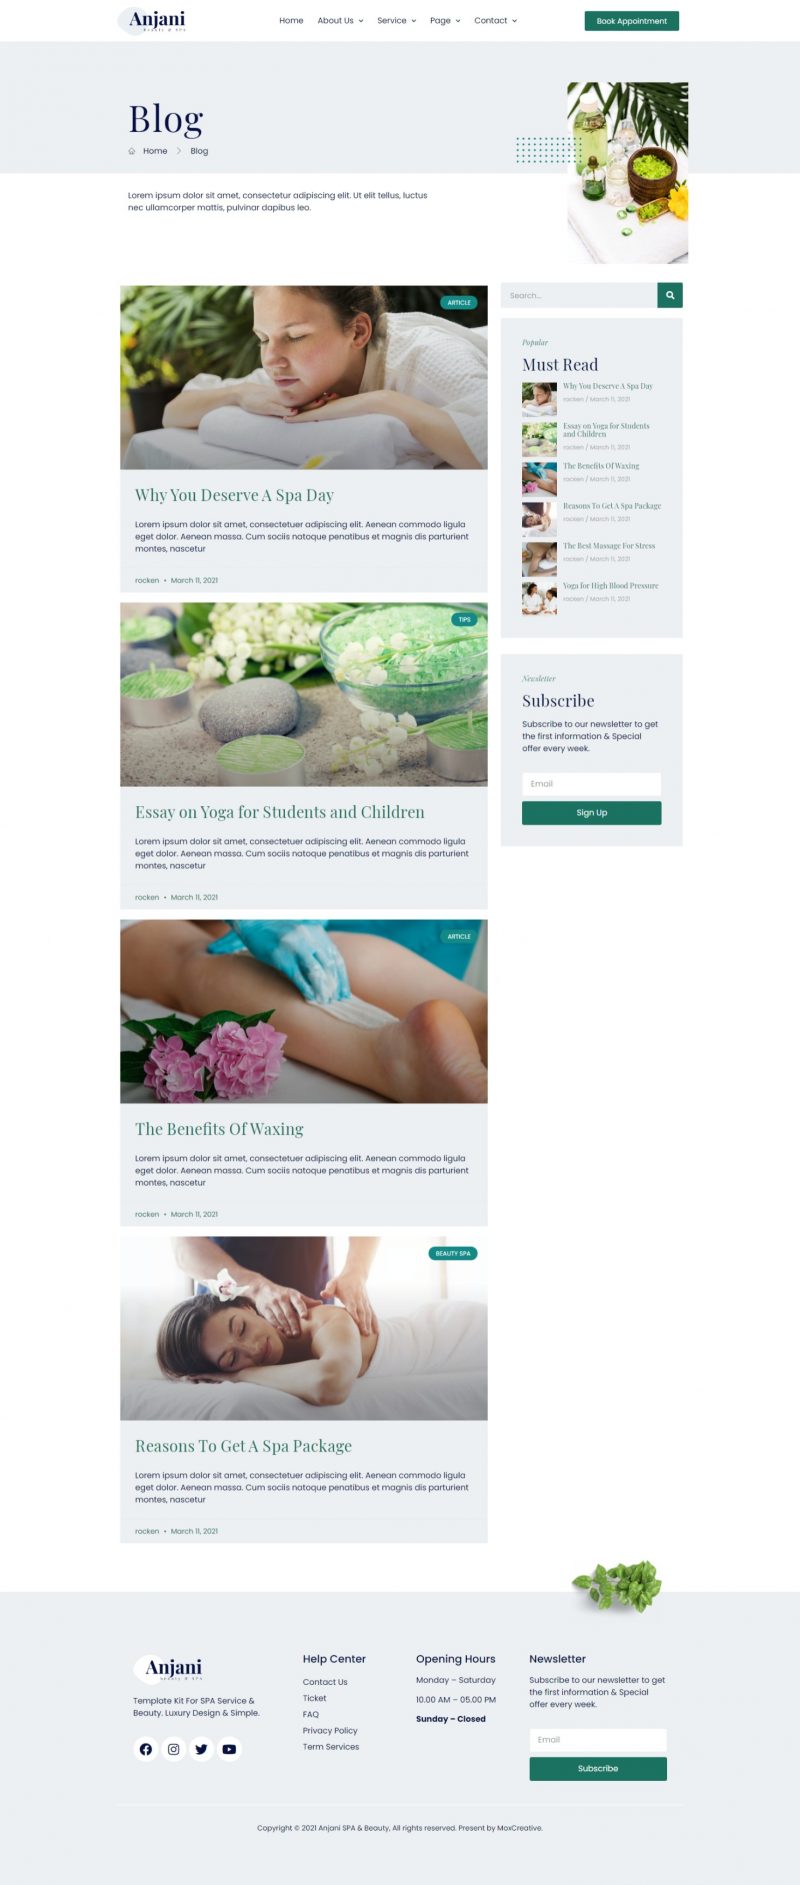 Anjani
Beauty & SPA
Home About Us Service Page Contact
Book Appointment
Blog
Home Blog
Lorem ipsum dolor sit amet, consectetur adipiscing elit. Ut elit tellus, luctus
nec ullamcorper mattis, pulvinar dapibus leo.
ARTICLE
Why You Deserve A Spa Day
Lorem ipsum dolor sit amet, consectetuer adipiscing elit. Aenean commodo ligula
eget dolor. Aenean massa. Cum sociis natoque penatibus et magnis dis parturient
montes, nascetur
rocken • March 11, 2021
TIPS
Essay on Yoga for Students and Children
Lorem ipsum dolor sit amet, consectetuer adipiscing elit. Aenean commodo ligula
eget dolor. Aenean massa. Cum sociis natoque penatibus et magnis dis parturient
montes, nascetur
rocken • March 11, 2021
ARTICLE
The Benefits Of Waxing
Lorem ipsum dolor sit amet, consectetuer adipiscing elit. Aenean commodo ligula
eget dolor. Aenean massa. Cum sociis natoque penatibus et magnis dis parturient
montes, nascetur
rocken • March 11, 2021
BEAUTY SPA
Reasons To Get A Spa Package
Lorem ipsum dolor sit amet, consectetuer adipiscing elit. Aenean commodo ligula
eget dolor. Aenean massa. Cum sociis natoque penatibus et magnis dis parturient
montes, nascetur
rocken • March 11, 2021
Search...
Popular
Must Read
Why You Deserve A Spa Day
rocken / March 11, 2021
Essay on Yoga for Students
and Children
rocken / March 11, 2021
The Benefits Of Waxing
rocken / March 11, 2021
Reasons To Get A Spa Package
rocken / March 11, 2021
The Best Massage For Stress
rocken / March 11, 2021
Yoga for High Blood Pressure
rocken / March 11, 2021
Newsletter
Subscribe
Subscribe to our newsletter to get
the first information & Special
offer every week.
Email
Sign Up
Anjani
Beauty & SPA
Template Kit For SPA Service &
Beauty. Luxury Design & Simple.
Help Center
Contact Us
Ticket
FAQ
Privacy Policy
Term Services
Opening Hours
Monday – Saturday
10.00 AM – 05.00 PM
Sunday – Closed
Newsletter
Subscribe to our newsletter to get
the first information & Special
offer every week.
Email
Subscribe
Copyright © 2021 Anjani SPA & Beauty, All rights reserved. Present by MoxCreative.